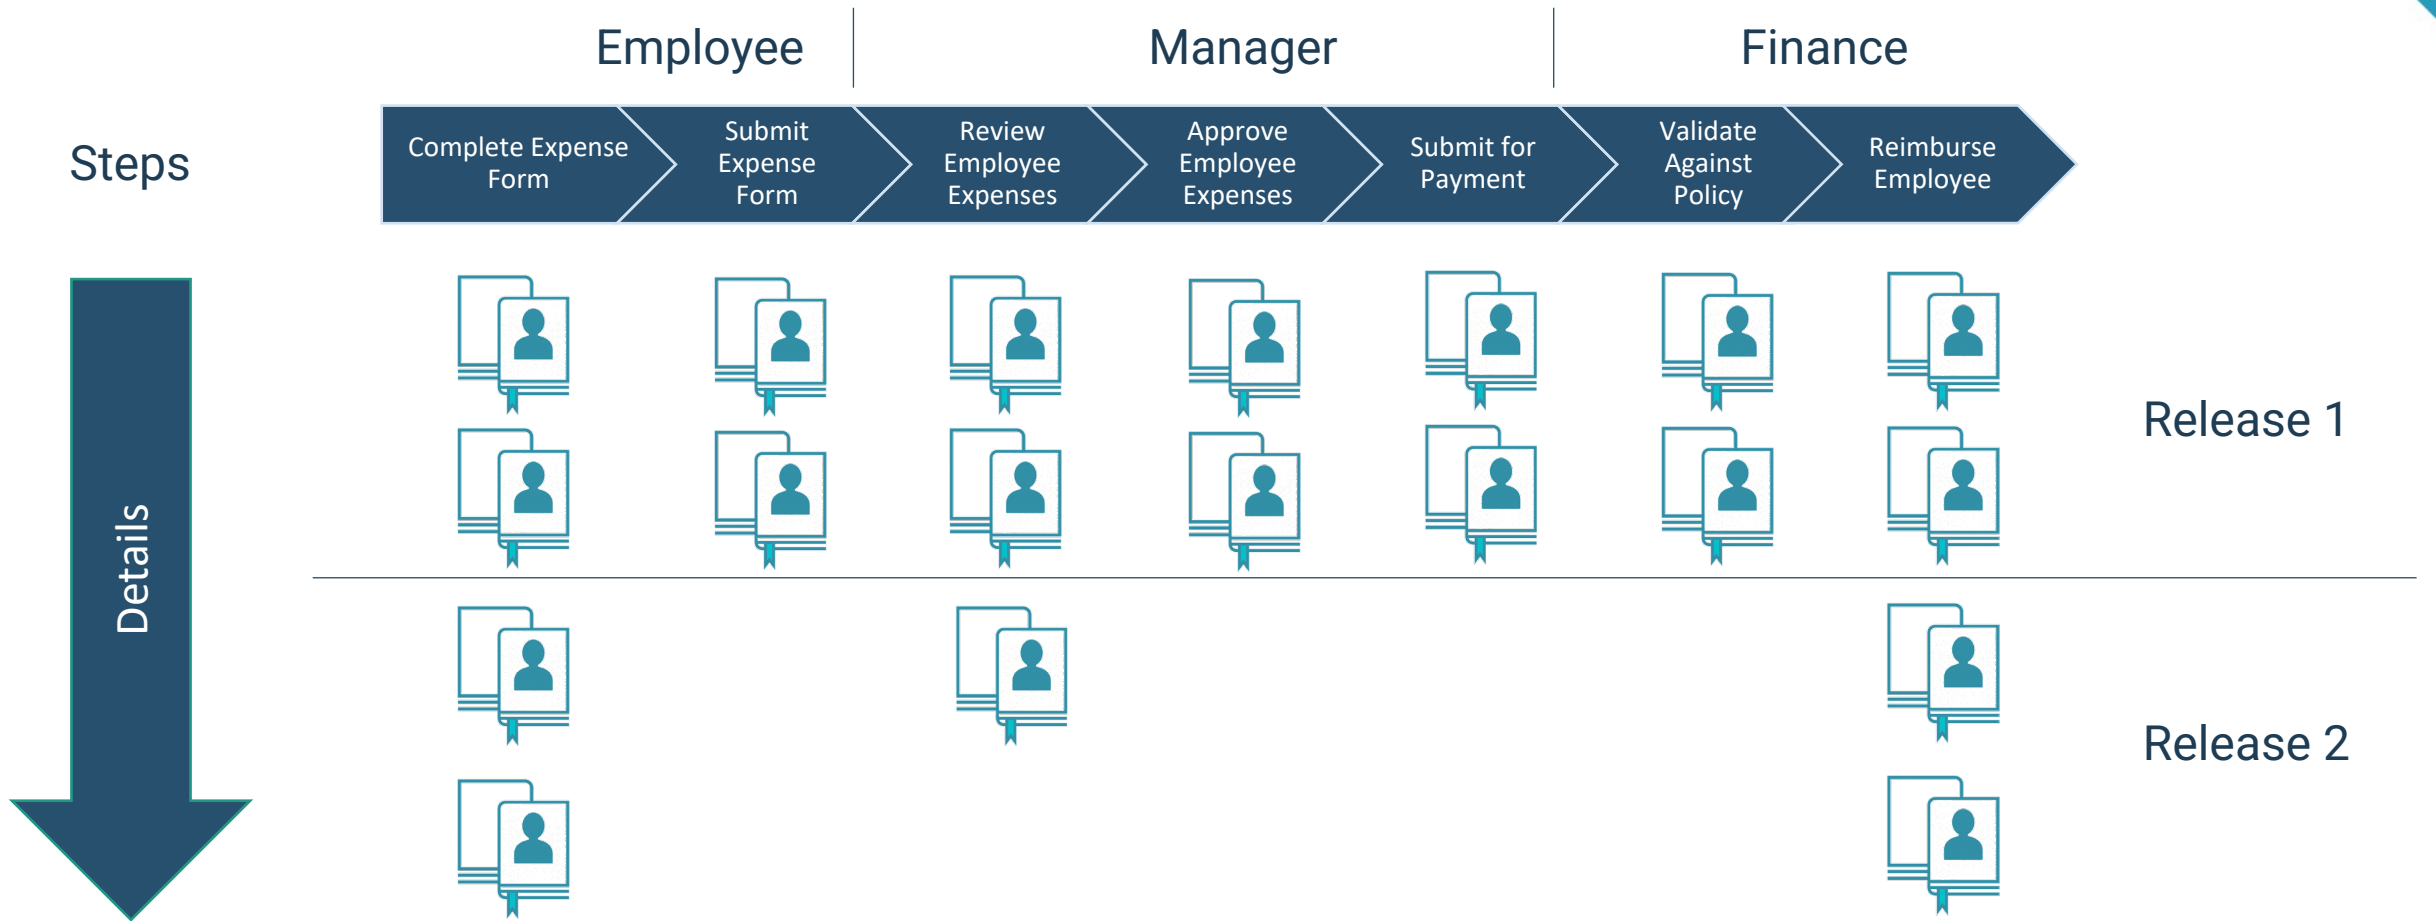 Employee
Manager
Finance
Steps
Complete Expense
Form
Submit
Expense
Form
Review
Employee
Expenses
Approve
Employee
Expenses
Submit for
Payment
Validate
Against
Policy
Reimburse
Employee
Details
Release 1
Release 2